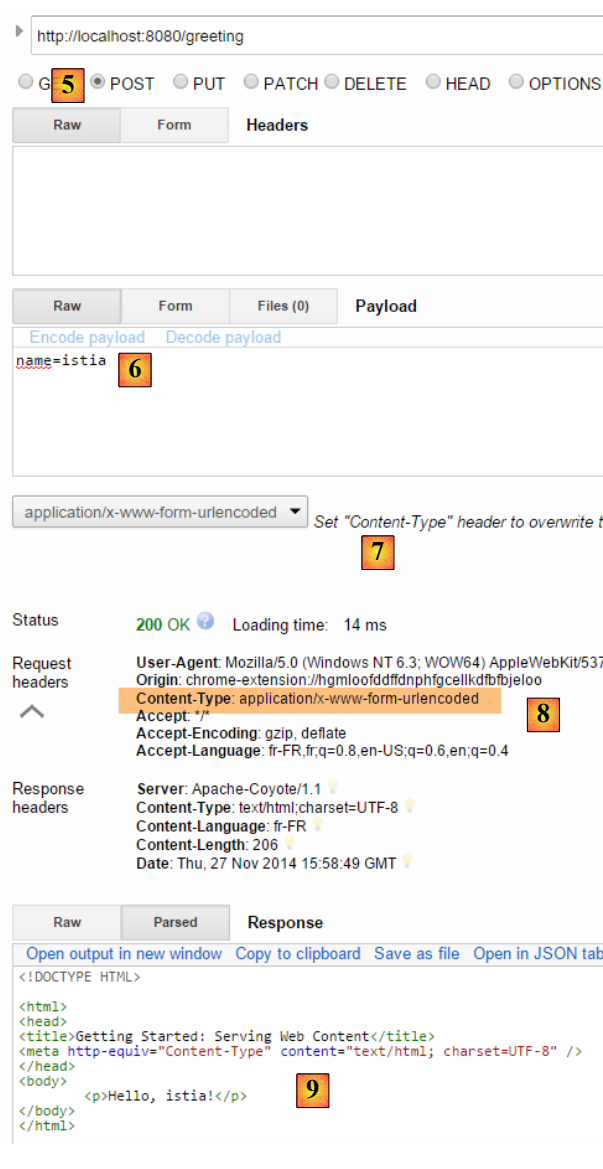 http://localhost:8080/greeting
G 5 POST PUT PATCH DELETE HEAD OPTIONS
Raw Form Headers
Raw Form Files (0) Payload
Encode payload Decode payload
name=istia 6
application/x-www-form-urlencoded Set "Content-Type" header to overwrite t
7
Status 200 OK ? Loading time: 14 ms
Request headers
User-Agent: Mozilla/5.0 (Windows NT 6.3; WOW64) AppleWebKit/537
Origin: chrome-extension://hgmloofddffdnphfgcellkdfbfbjeloo
Content-Type: application/x-www-form-urlencoded 8
Accept: */*
Accept-Encoding: gzip, deflate
Accept-Language: fr-FR,fr;q=0.8,en-US;q=0.6,en;q=0.4
Response headers
Server: Apache-Coyote/1.1
Content-Type: text/html;charset=UTF-8
Content-Language: fr-FR
Content-Length: 206
Date: Thu, 27 Nov 2014 15:58:49 GMT
Raw Parsed Response
Open output in new window Copy to clipboard Save as file Open in JSON tab
<!DOCTYPE HTML>
<html>
<head>
<title>Getting Started: Serving Web Content</title>
<meta http-equiv="Content-Type" content="text/html; charset=UTF-8" />
</head>
<body>
<p>Hello, istia!</p> 9
</body>
</html>